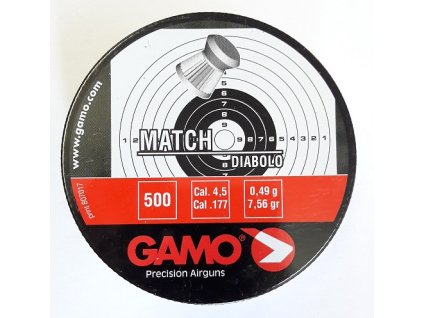 www.gamo.com
MATCH
DIABOLO
500
Cal. 4,5
Cal .177
0,49 g
7,56 gr
GAMO®
Precision Airguns